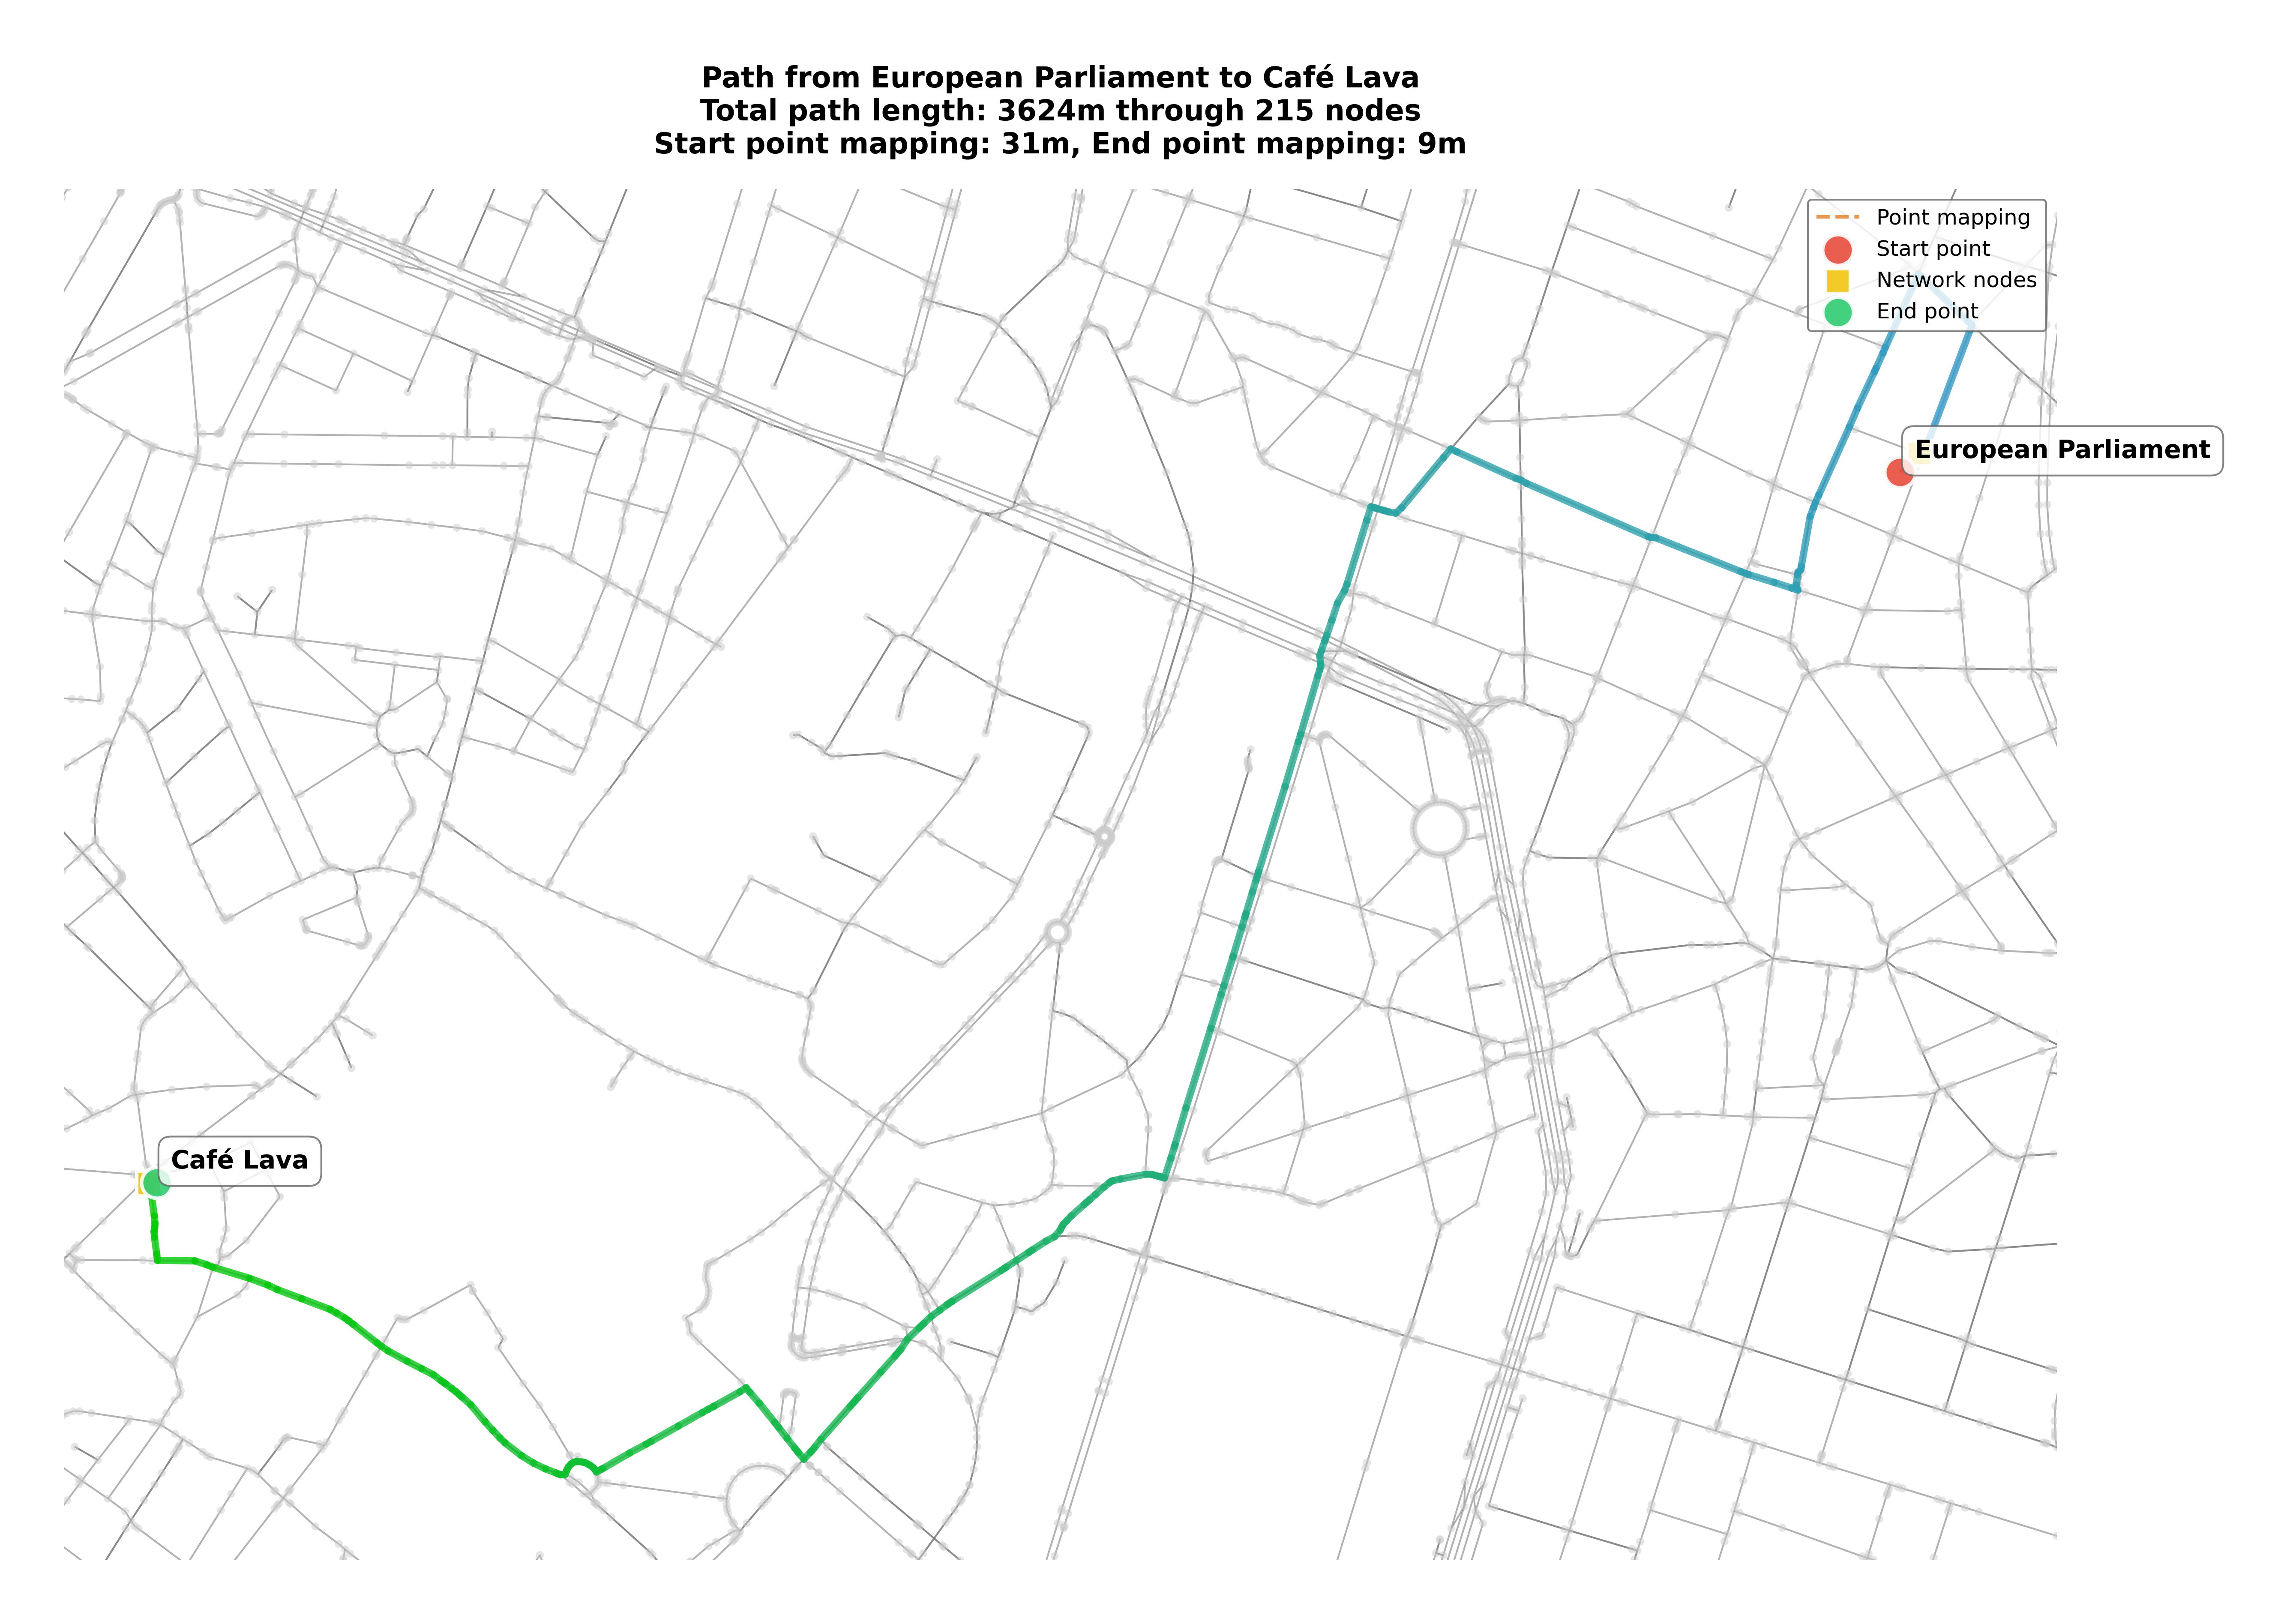 Path from European Parliament to Café Lava
Total path length: 3624m through 215 nodes
Start point mapping: 31m, End point mapping: 9m
Point mapping
Start point
Network nodes
End point
European Parliament
Café Lava